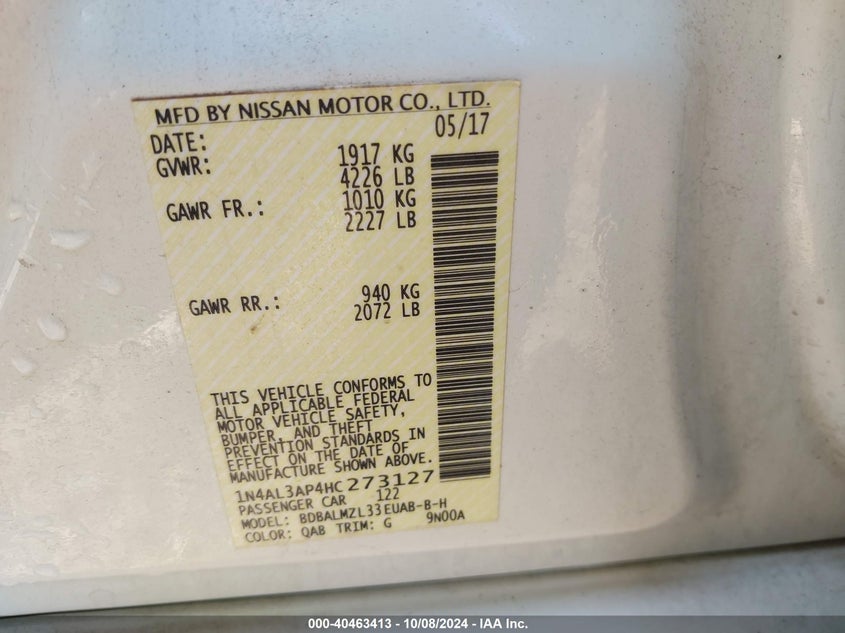 MFD BY NISSAN MOTOR CO., LTD.
DATE: 05/17
GVWR: 1917 KG
4226 LB
GAWR FR.: 1010 KG
2227 LB
GAWR RR.: 940 KG
2072 LB
THIS VEHICLE CONFORMS TO
ALL APPLICABLE FEDERAL
MOTOR VEHICLE SAFETY,
BUMPER, AND THEFT
PREVENTION STANDARDS IN
EFFECT ON THE DATE OF
MANUFACTURE SHOWN ABOVE.
1N4AL3AP4HC273127
PASSENGER CAR 122
MODEL: BDBALMZL33EUAB-B-H
COLOR: QAB TRIM: G 9N00A
000-40463413 - 10/08/2024 - IAA Inc.